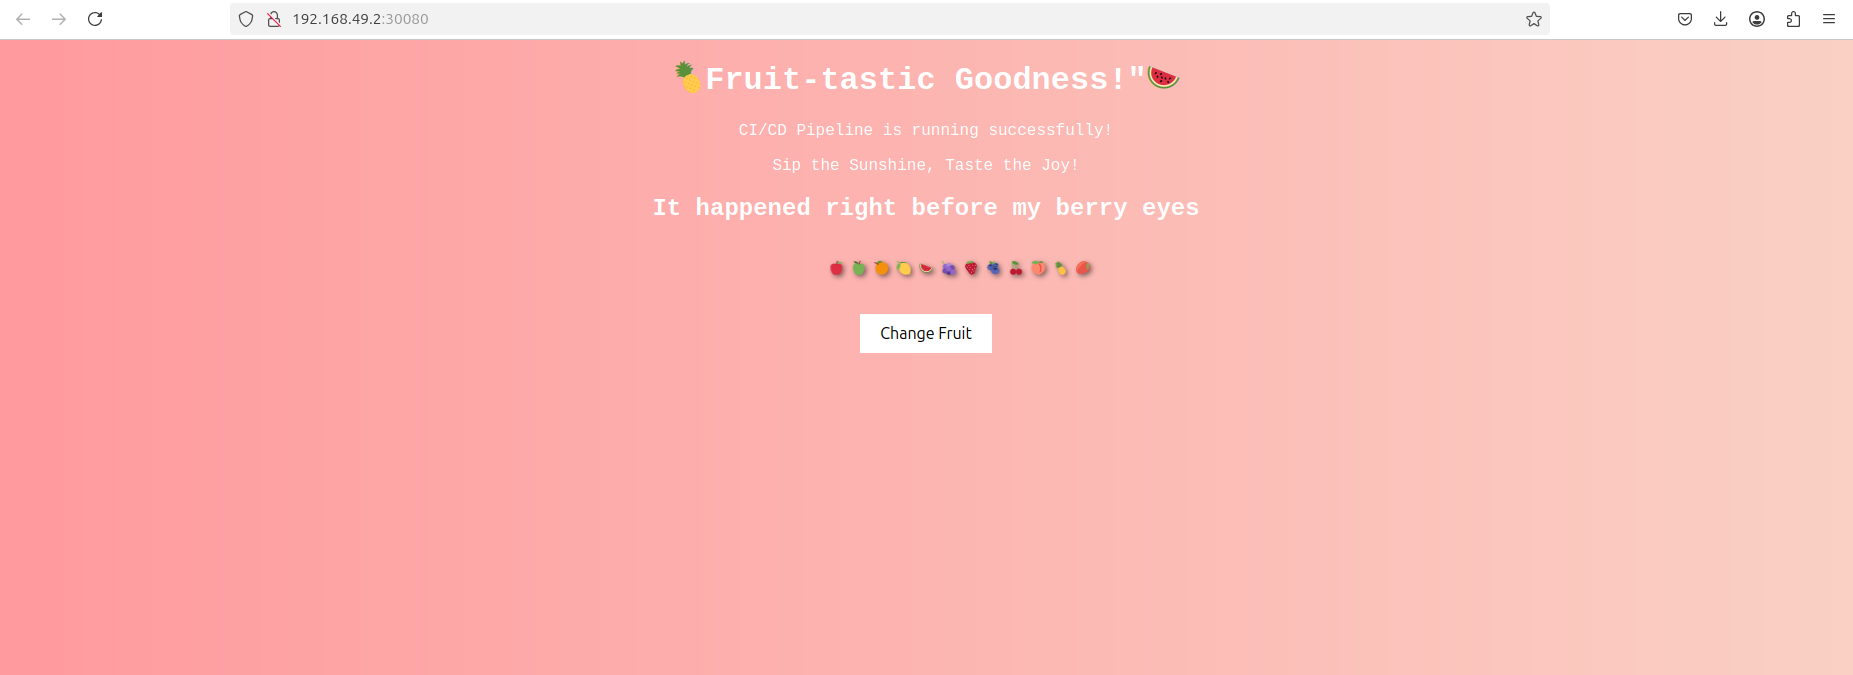 192.168.49.2:30080
🍍Fruit-tastic Goodness!"🍉
CI/CD Pipeline is running successfully!
Sip the Sunshine, Taste the Joy!
It happened right before my berry eyes
Change Fruit